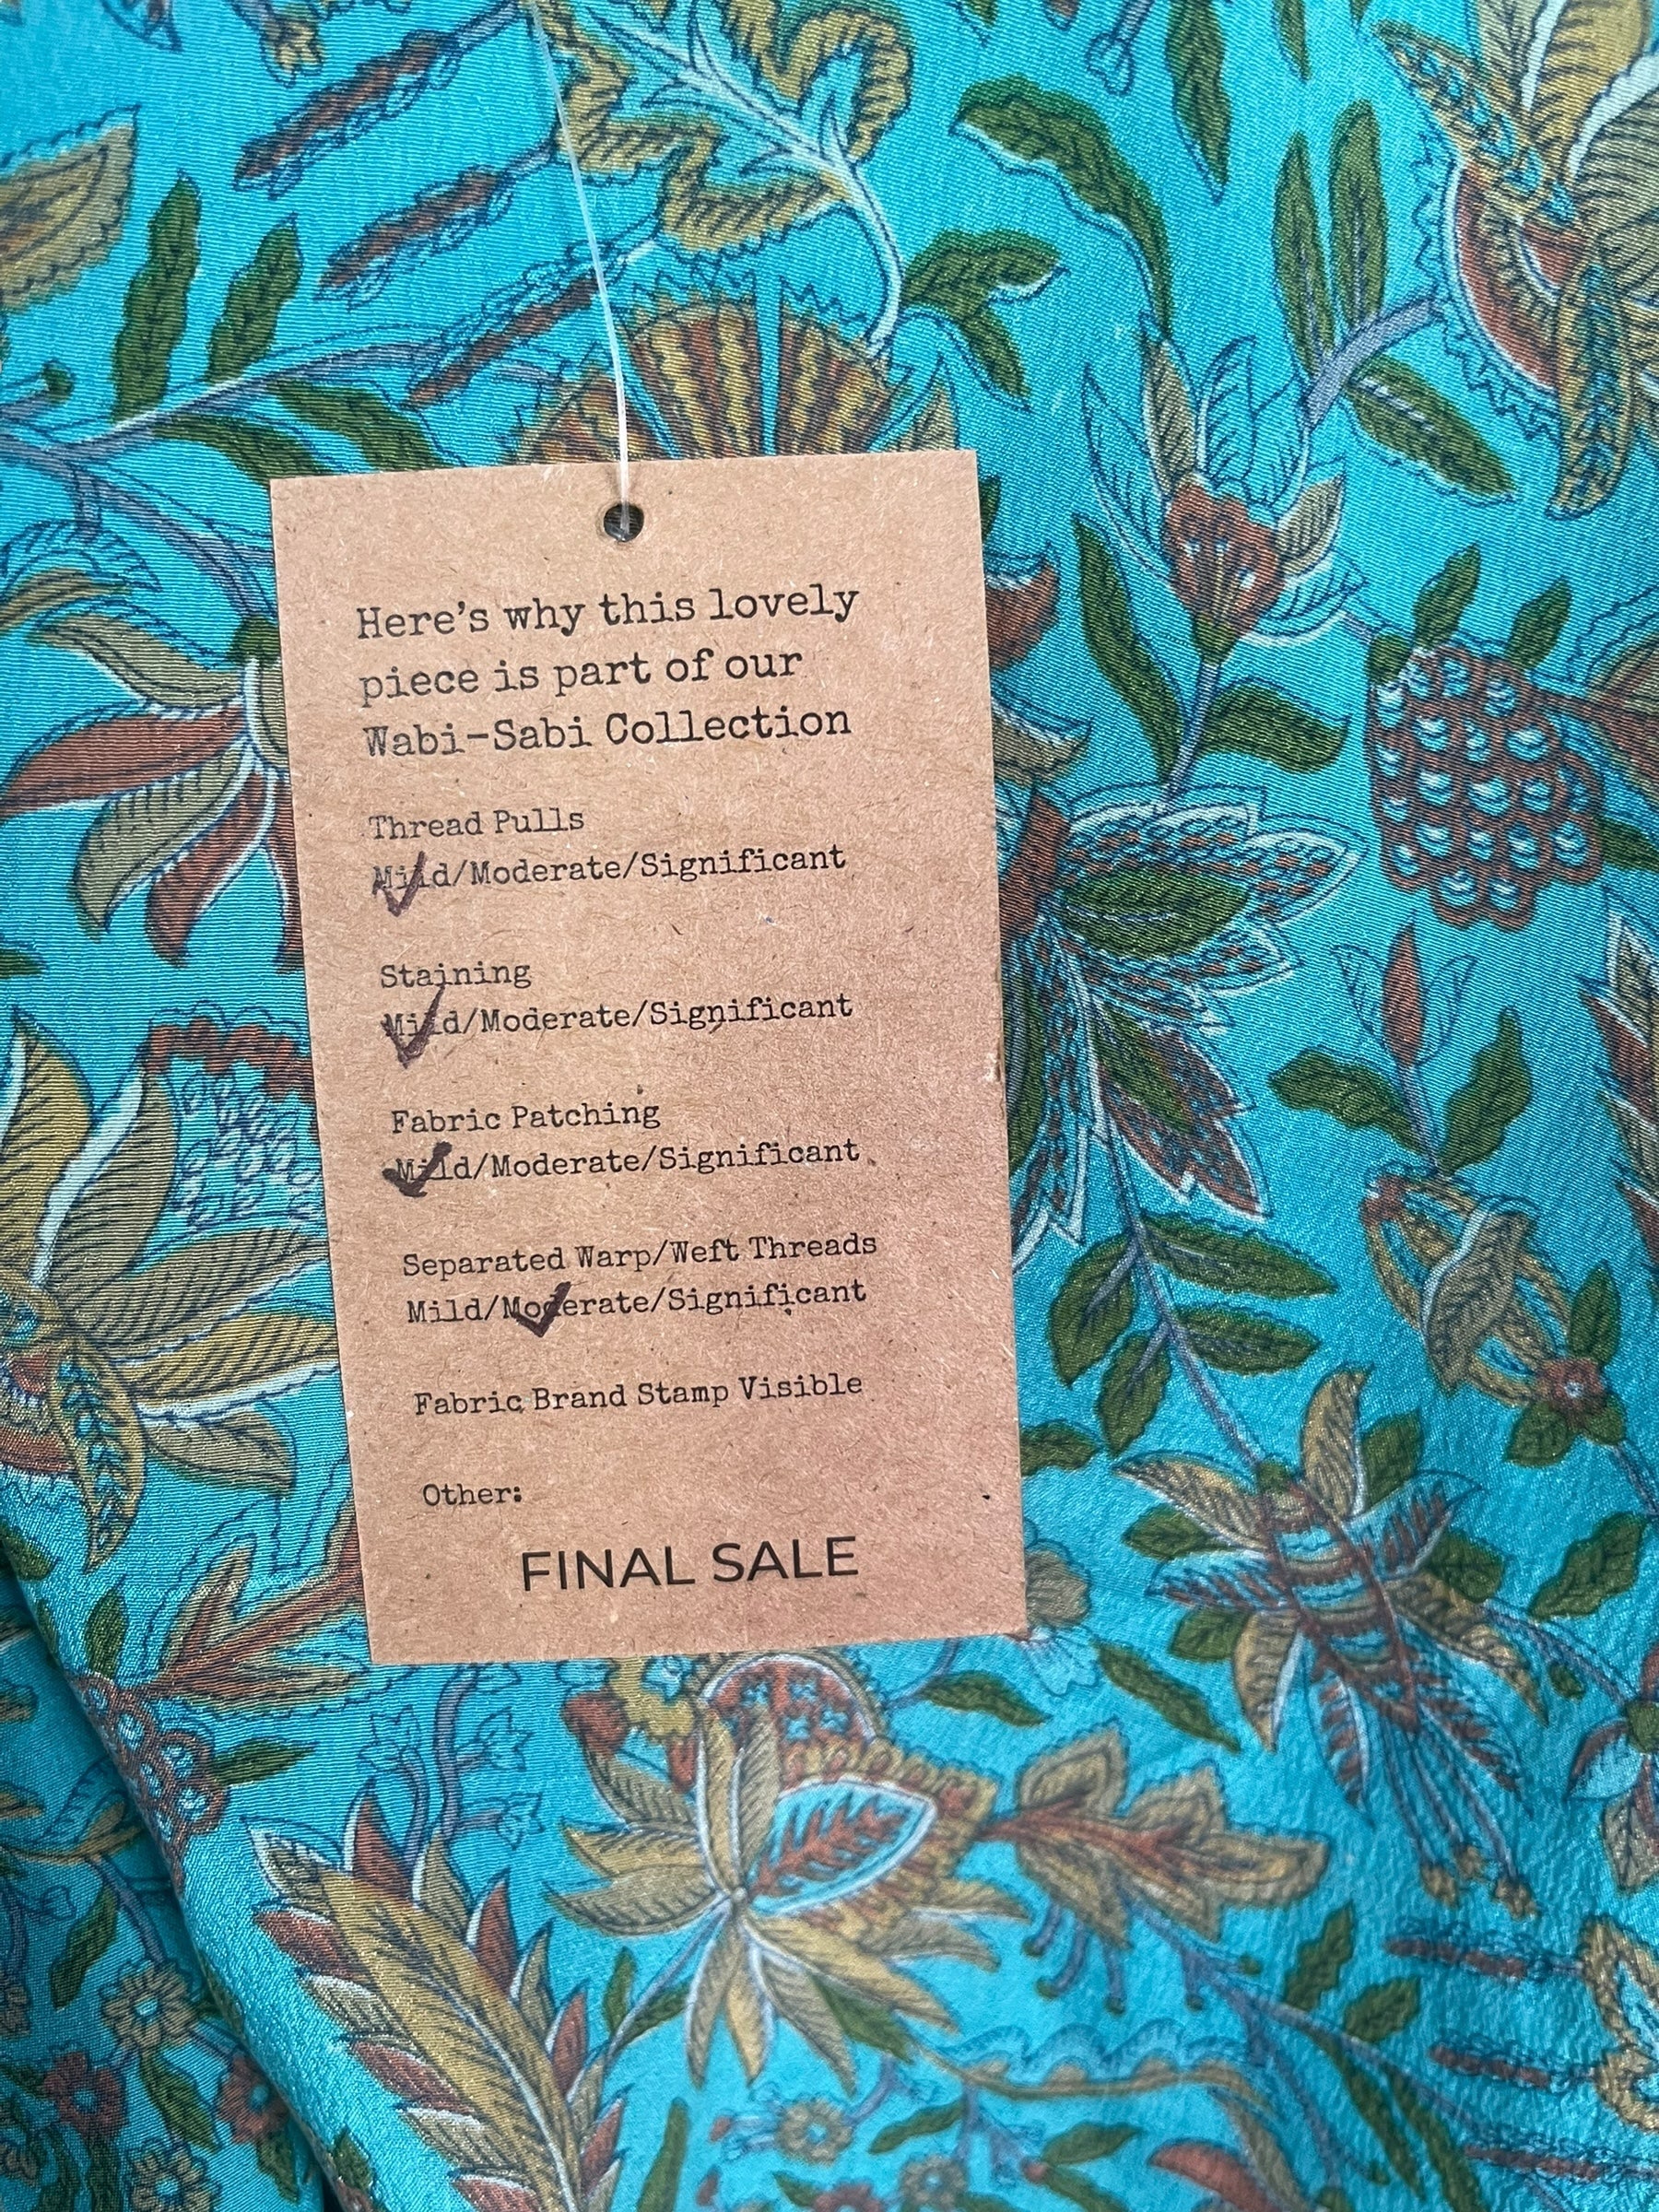 Here's why this lovely
piece is part of our
Wabi-Sabi Collection
Thread Pulls
Mild/Moderate/Significant
Staining
Mild/Moderate/Significant
Fabric Patching
Mild/Moderate/Significant
Separated Warp/Weft Threads
Mild/Moderate/Significant
Fabric Brand Stamp Visible
Other:
FINAL SALE